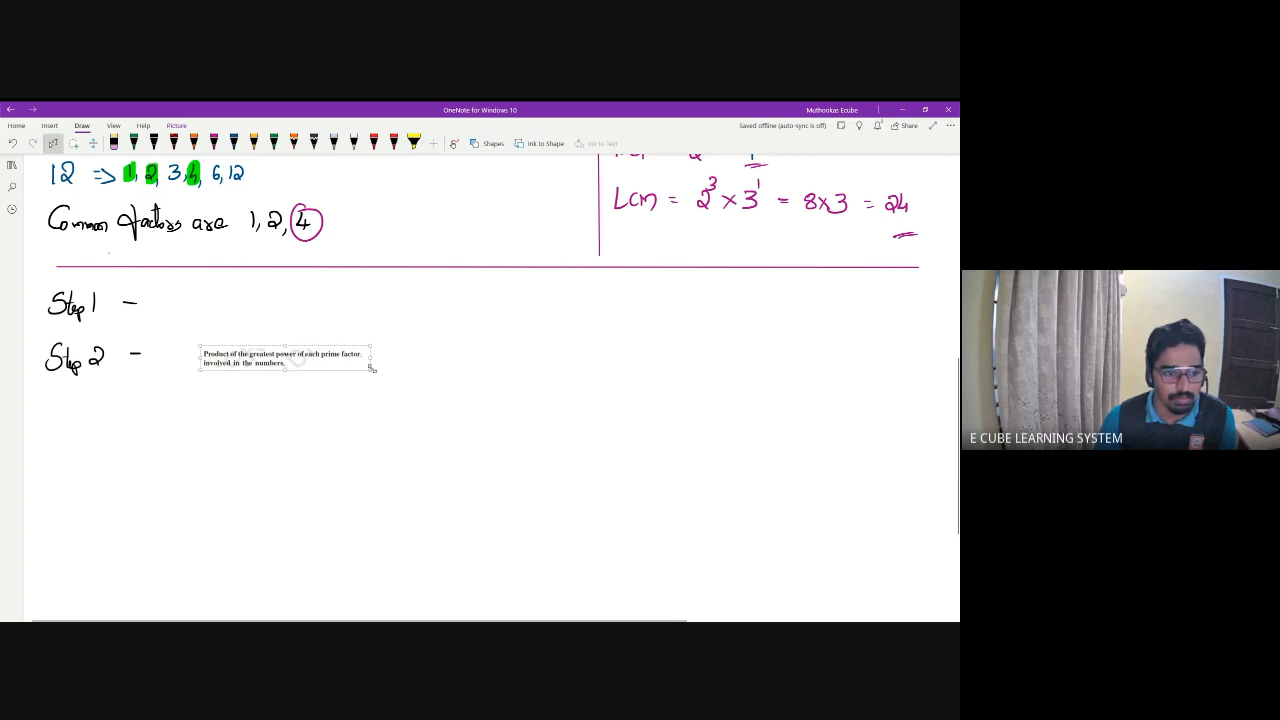 OneNote for Windows 10
Muthookas Ecube
Home Insert Draw View Help Picture
Saved offline (auto-sync is off)
Share
Shapes Ink to Shape Ink to Text
12 => 1, 2, 3, 4, 6, 12
LCM = 2³ × 3¹ = 8×3 = 24
Common factors are 1, 2, 4
Step 1 -
Step 2 -
Product of the greatest power of each prime factor,
involved in the numbers.
E CUBE LEARNING SYSTEM